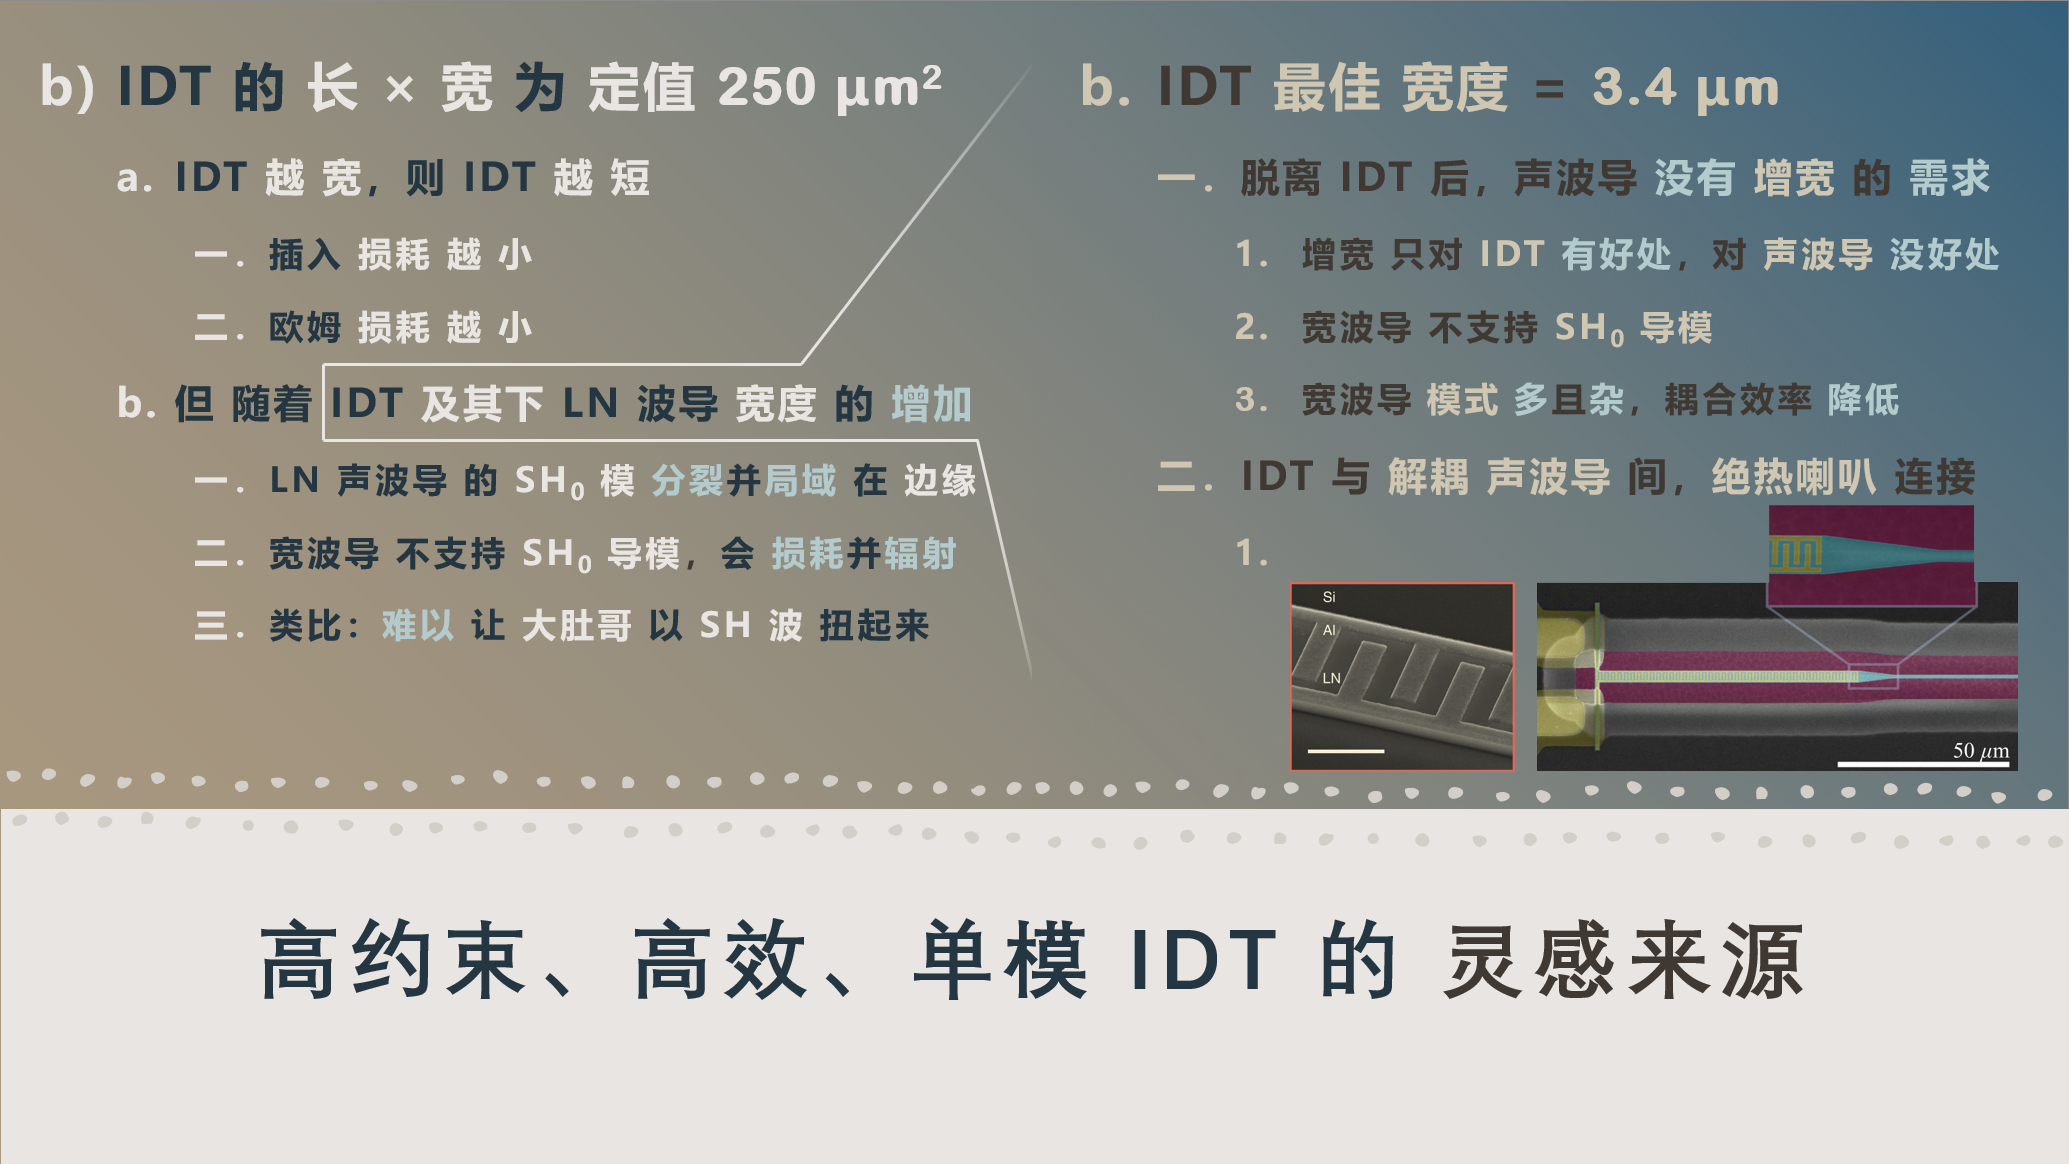 b) IDT 的 长 × 宽 为 定值 250 μm²
a. IDT 越 宽，则 IDT 越 短
一. 插入 损耗 越 小
二. 欧姆 损耗 越 小
b. 但 随着 IDT 及其下 LN 波导 宽度 的 增加
一. LN 声波导 的 SH₀ 模 分裂并局域 在 边缘
二. 宽波导 不支持 SH₀ 导模，会 损耗并辐射
三. 类比：难以 让 大肚哥 以 SH 波 扭起来
b. IDT 最佳 宽度 = 3.4 μm
一. 脱离 IDT 后，声波导 没有 增宽 的 需求
1. 增宽 只对 IDT 有好处，对 声波导 没好处
2. 宽波导 不支持 SH₀ 导模
3. 宽波导 模式 多且杂，耦合效率 降低
二. IDT 与 解耦 声波导 间，绝热喇叭 连接
1.
Si
Al
LN
50 μm
高约束、高效、单模 IDT 的 灵感来源